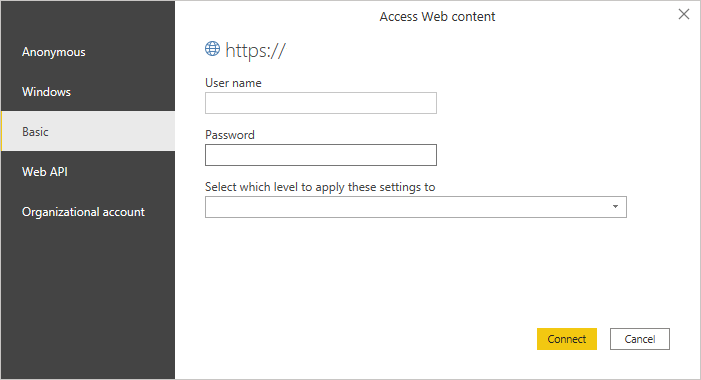 Access Web content
Anonymous
Windows
Basic
Web API
Organizational account
https://
User name
Password
Select which level to apply these settings to
Connect
Cancel